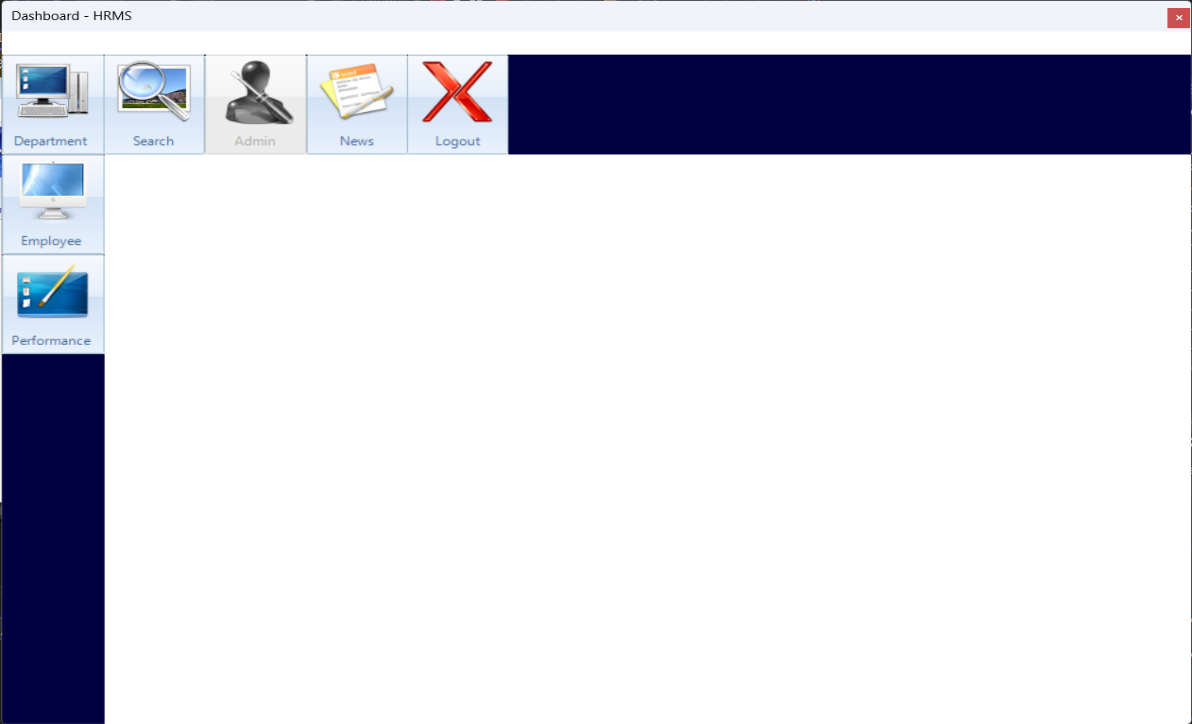 Dashboard - HRMS
Department
Search
Admin
News
Logout
Employee
Performance